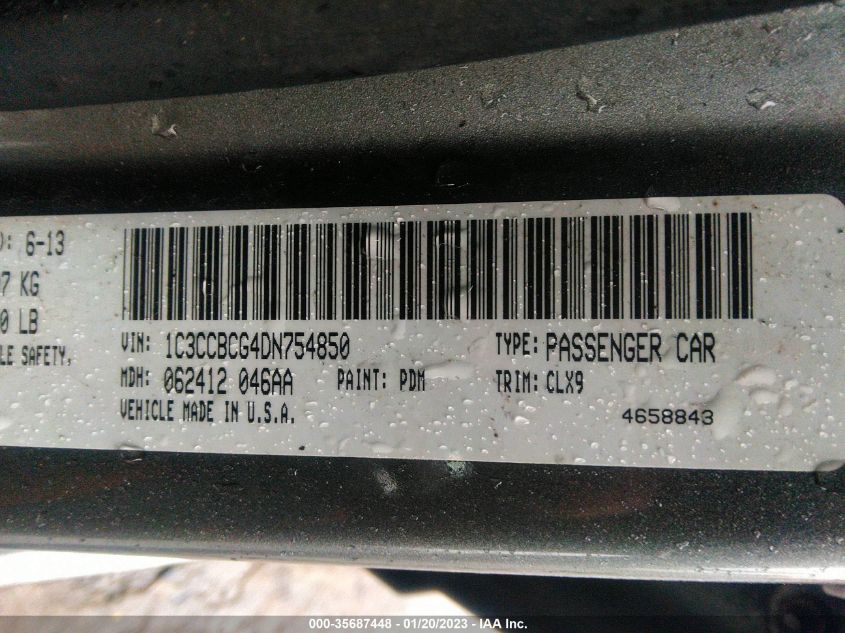 ): 6-13
7 KG
0 LB
LE SAFETY,
VIN: 1C3CCBCG4DN754850 TYPE: PASSENGER CAR
MDH: 062412 046AA PAINT: PDM TRIM: CLX9
VEHICLE MADE IN U.S.A. 4658843
000-35687448 - 01/20/2023 - IAA Inc.